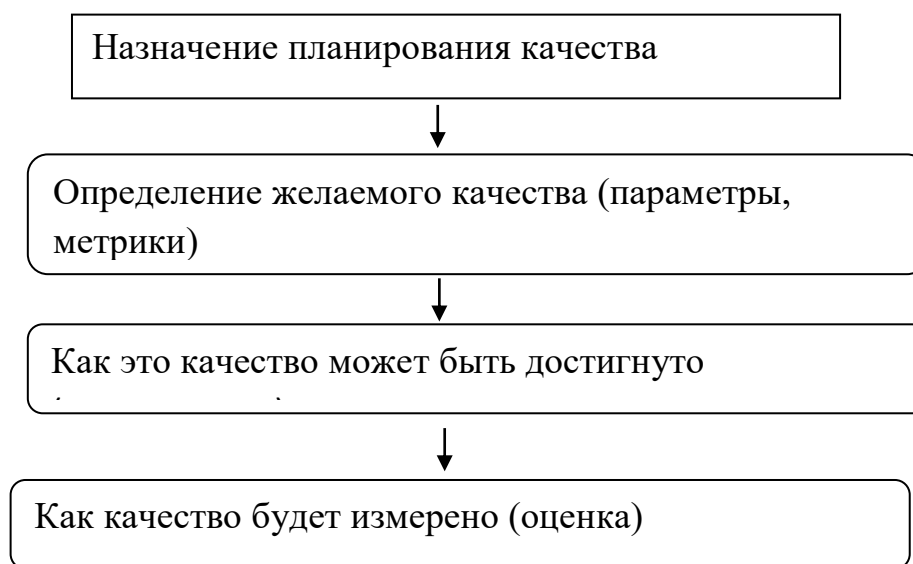 Назначение планирования качества
Определение желаемого качества (параметры,
метрики)
Как это качество может быть достигнуто
Как качество будет измерено (оценка)